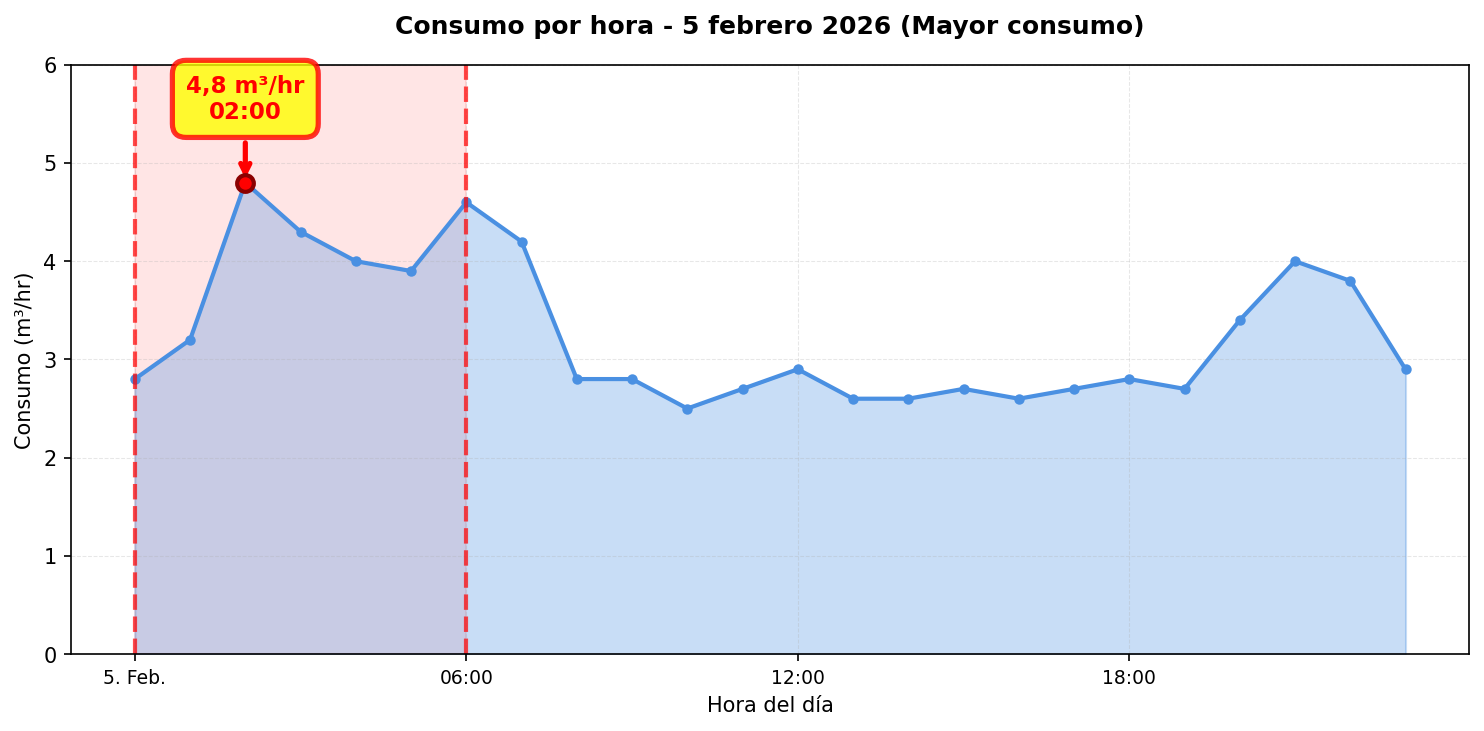 Consumo por hora - 5 febrero 2026 (Mayor consumo)
4,8 m³/hr
02:00
6
5
4
3
2
1
0
Consumo (m³/hr)
5. Feb.
06:00
12:00
18:00
Hora del día